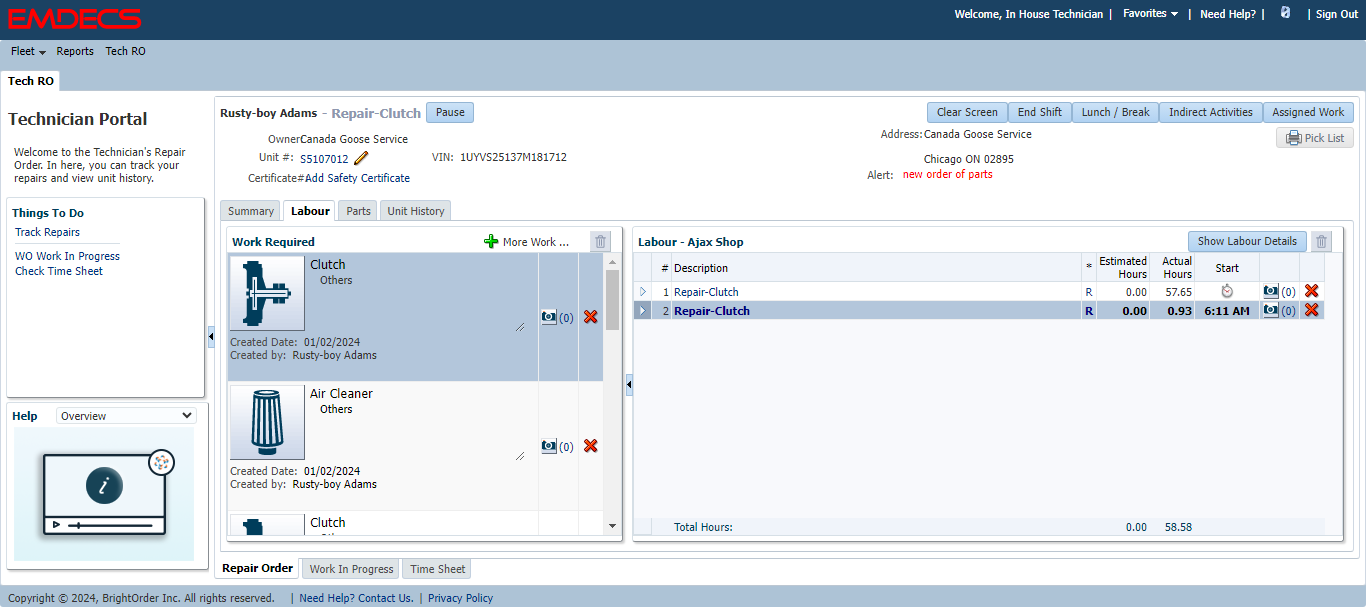 EMDECS
Welcome, In House Technician | Favorites | Need Help? | | Sign Out
Fleet Reports Tech RO
Tech RO
Technician Portal
Welcome to the Technician's Repair
Order. In here, you can track your
repairs and view unit history.
Things To Do
Track Repairs
WO Work In Progress
Check Time Sheet
Help Overview
Rusty-boy Adams - Repair-Clutch Pause
Clear Screen End Shift Lunch / Break Indirect Activities Assigned Work
Pick List
OwnerCanada Goose Service
Unit #: S5107012 VIN: 1UYVS25137M181712
Certificate#Add Safety Certificate
Address: Canada Goose Service
Chicago ON 02895
Alert: new order of parts
Summary Labour Parts Unit History
Work Required More Work ...
Clutch
Others
(0)
Created Date: 01/02/2024
Created by: Rusty-boy Adams
Air Cleaner
Others
(0)
Created Date: 01/02/2024
Created by: Rusty-boy Adams
Clutch
Labour - Ajax Shop Show Labour Details
# Description * Estimated Hours Actual Hours Start
1 Repair-Clutch R 0.00 57.65 (0)
2 Repair-Clutch R 0.00 0.93 6:11 AM (0)
Total Hours: 0.00 58.58
Repair Order Work In Progress Time Sheet
Copyright © 2024, BrightOrder Inc. All rights reserved. | Need Help? Contact Us. | Privacy Policy